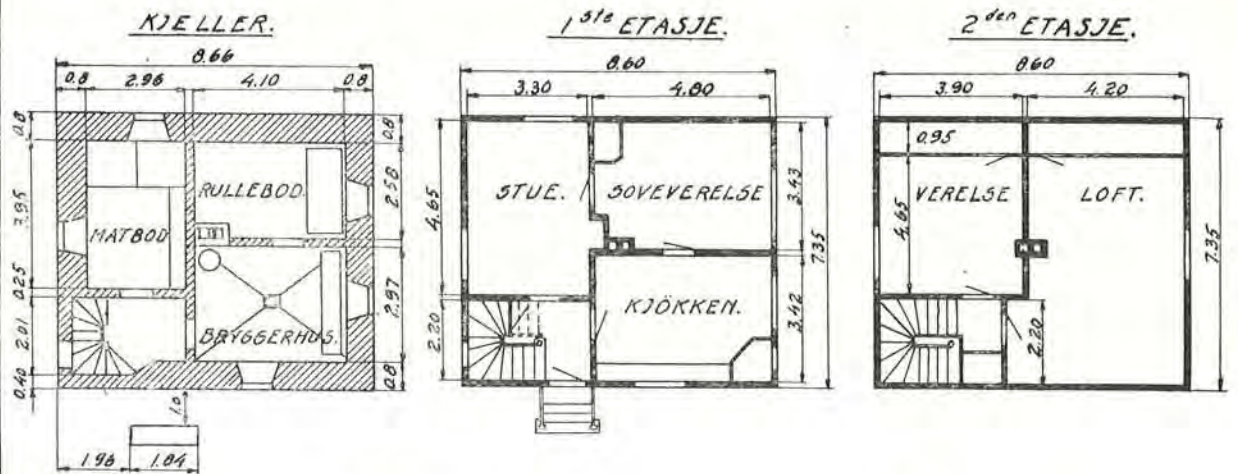 KJELLER.
8.66
0.8 2.96 4.10 0.8
0.8
3.95
0.25
2.01
0.40
MATBOD
RULLEBOD.
BRYGGERHUS.
0.8
2.58
2.97
0.8
1.0
1.96 1.84
1ste ETASJE.
8.60
3.30 4.80
4.65
2.20
STUE.
SOVEVERELSE
KJÖKKEN.
3.43
3.42
7.35
2den ETASJE.
8.60
3.90 4.20
0.95
VERELSE
LOFT.
4.65
2.20
7.35